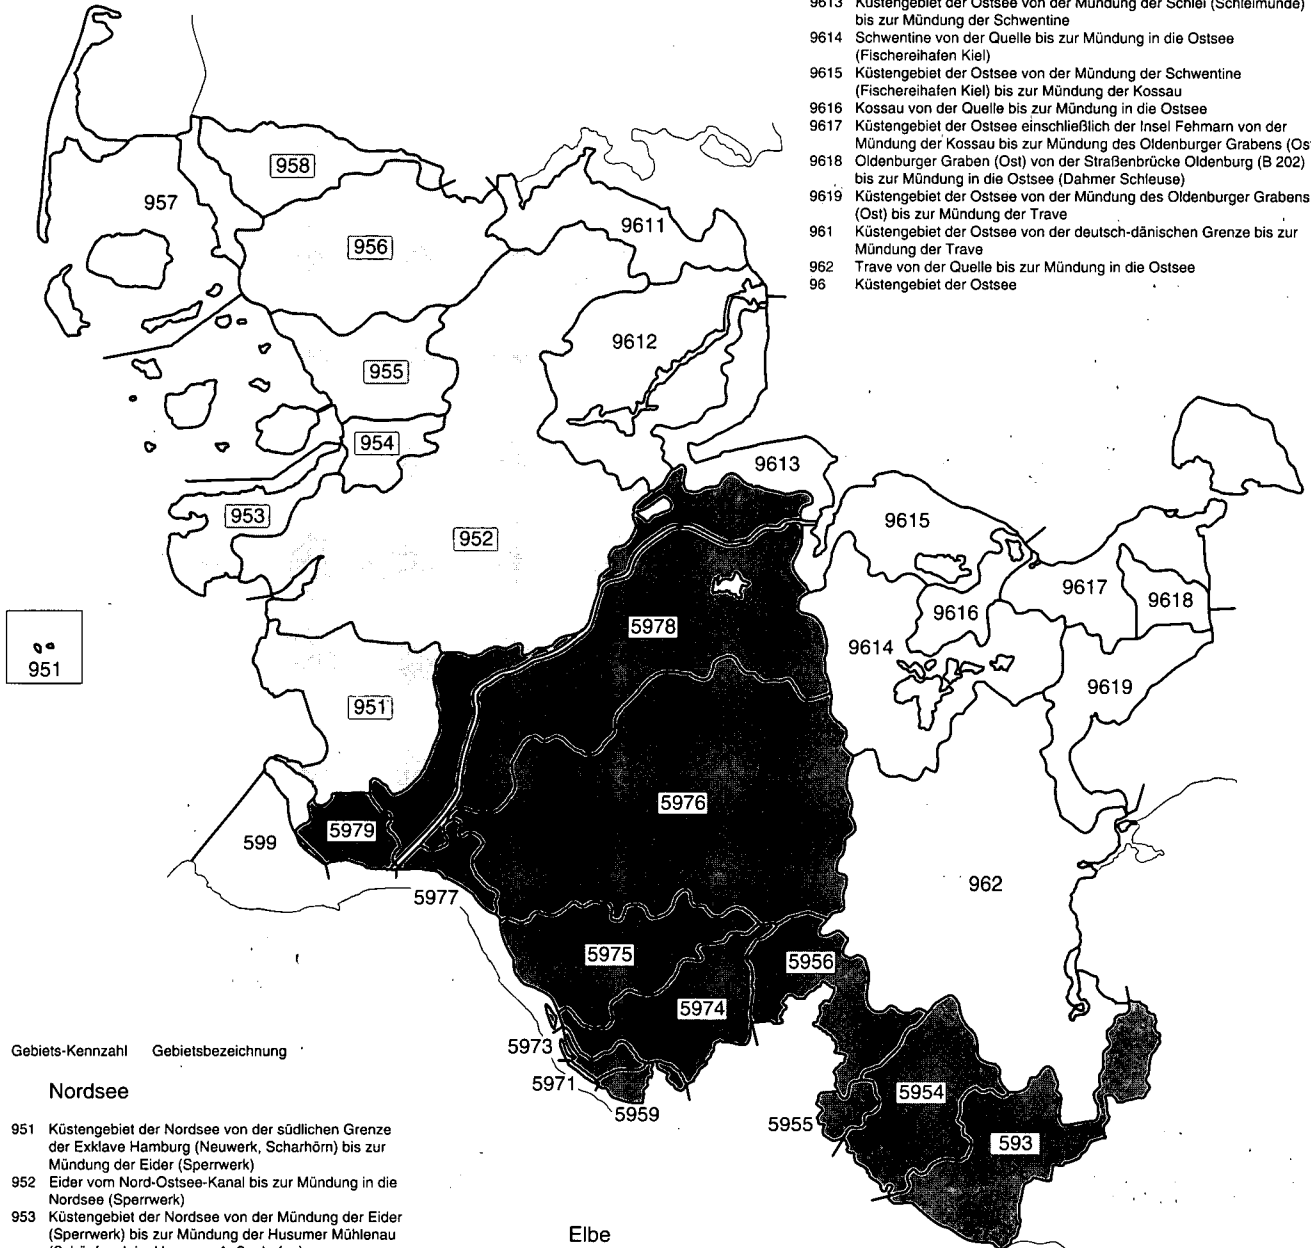 9613 Küstengebiet der Ostsee von der Mündung der Schlei (Schleimünde)
bis zur Mündung der Schwentine
9614 Schwentine von der Quelle bis zur Mündung in die Ostsee
(Fischereihafen Kiel)
9615 Küstengebiet der Ostsee von der Mündung der Schwentine
(Fischereihafen Kiel) bis zur Mündung der Kossau
9616 Kossau von der Quelle bis zur Mündung in die Ostsee
9617 Küstengebiet der Ostsee einschließlich der Insel Fehmarn von der
Mündung der Kossau bis zur Mündung des Oldenburger Grabens (Os
9618 Oldenburger Graben (Ost) von der Straßenbrücke Oldenburg (B 202)
bis zur Mündung in die Ostsee (Dahmer Schleuse)
9619 Küstengebiet der Ostsee von der Mündung des Oldenburger Grabens
(Ost) bis zur Mündung der Trave
961 Küstengebiet der Ostsee von der deutsch-dänischen Grenze bis zur
Mündung der Trave
962 Trave von der Quelle bis zur Mündung in die Ostsee
96 Küstengebiet der Ostsee
958
957
9611
956
9612
955
954
9613
953
9615
952
9617
9618
9616
5978
9614
951
9619
951
5976
5979
599
962
5977
5975
5956
5974
5973
5971
5954
5959
5955
593
Gebiets-Kennzahl Gebietsbezeichnung
Nordsee
951 Küstengebiet der Nordsee von der südlichen Grenze
der Exklave Hamburg (Neuwerk, Scharhörn) bis zur
Mündung der Eider (Sperrwerk)
952 Eider vom Nord-Ostsee-Kanal bis zur Mündung in die
Nordsee (Sperrwerk)
953 Küstengebiet der Nordsee von der Mündung der Eider
(Sperrwerk) bis zur Mündung der Husumer Mühlenau
Elbe